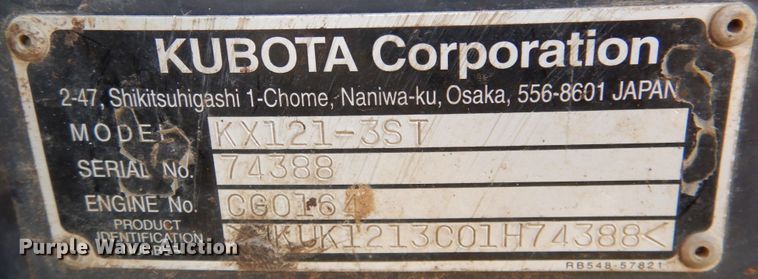 KUBOTA Corporation
2-47, Shikitsuhigashi 1-Chome, Naniwa-ku, Osaka, 556-8601 JAPAN
MODEL KX121-3ST
SERIAL No. 74388
ENGINE No. CG0164
PRODUCT
IDENTIFICATION KUK1213C01H74388<
Purple Wave Auction
RB548-57821